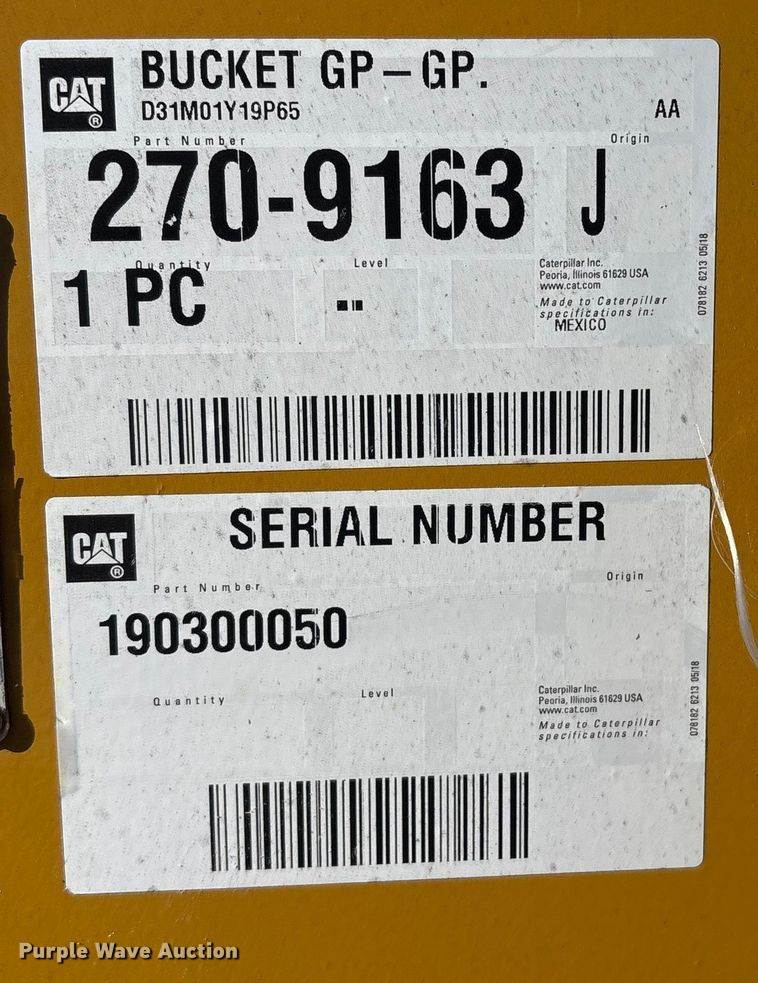 CAT
®
BUCKET GP-GP.
D31M01Y19P65
AA
Part Number
Origin
270-9163
J
Quantity
Level
1 PC
--
Caterpillar Inc.
Peoria, Illinois 61629 USA
www.cat.com
Made to Caterpillar
specifications in:
MEXICO
078182 6213 05/18
CAT
®
SERIAL NUMBER
Part Number
Origin
190300050
Quantity
Level
Caterpillar Inc.
Peoria, Illinois 61629 USA
www.cat.com
Made to Caterpillar
specifications in:
078182 6213 05/18
Purple Wave Auction